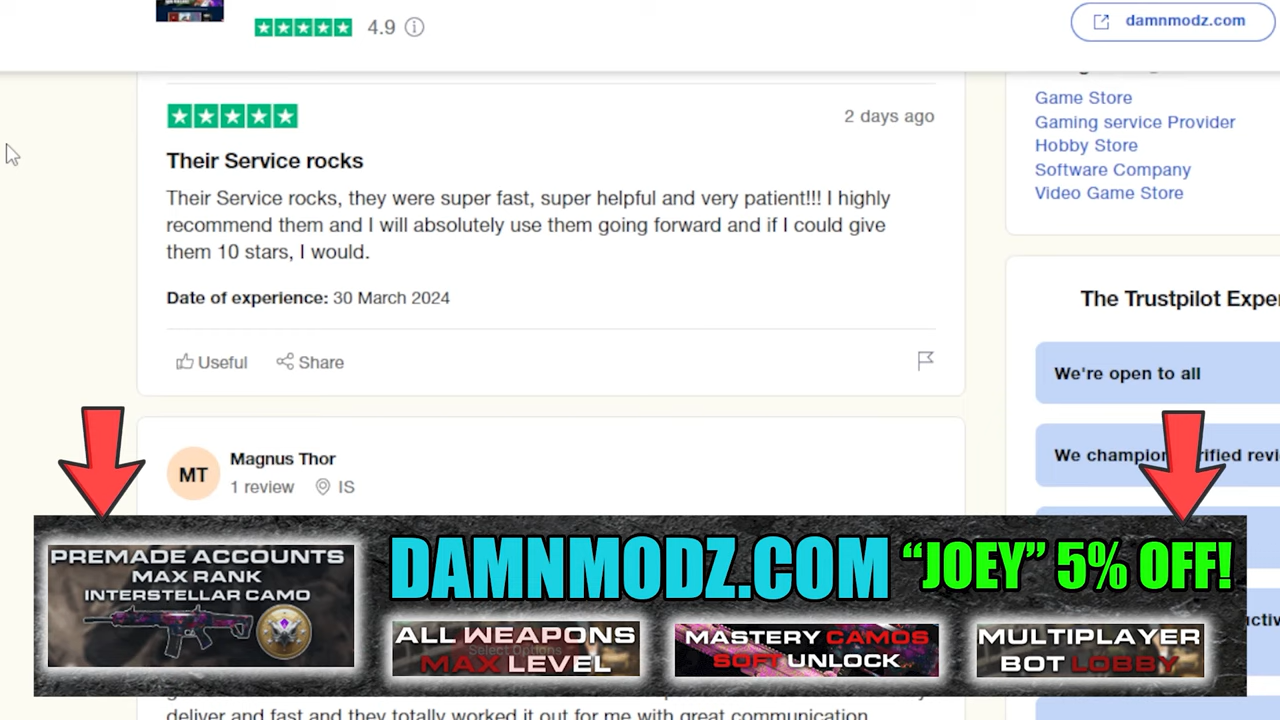 4.9
damnmodz.com
Game Store
Gaming service Provider
Hobby Store
Software Company
Video Game Store
2 days ago
Their Service rocks
Their Service rocks, they were super fast, super helpful and very patient!!! I highly
recommend them and I will absolutely use them going forward and if I could give
them 10 stars, I would.
Date of experience: 30 March 2024
Useful
Share
The Trustpilot Exper
We're open to all
We champion
rified revi
MT
Magnus Thor
1 review
IS
PREMADE ACCOUNTS
MAX RANK
INTERSTELLAR CAMO
DAMNMODZ.COM
"JOEY" 5% OFF!
ALL WEAPONS
Select Options
MAX LEVEL
MASTERY CAMOS
SOFT UNLOCK
MULTIPLAYER
BOT LOBBY
deliver and fast and they totally worked it out for me with great communication